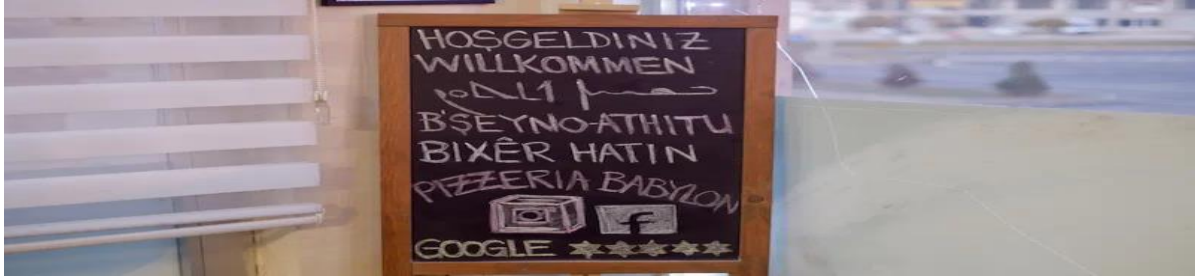 HOŞGELDINIZ
WILLKOMMEN
B'ŞEYNO-ATHITU
BIXÊR HATIN
PIZZERIA BABYLON
f
GOOGLE